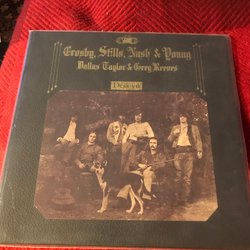 Crosby, Stills, Nash & Young
Dallas Taylor & Greg Reeves
Déjà vu